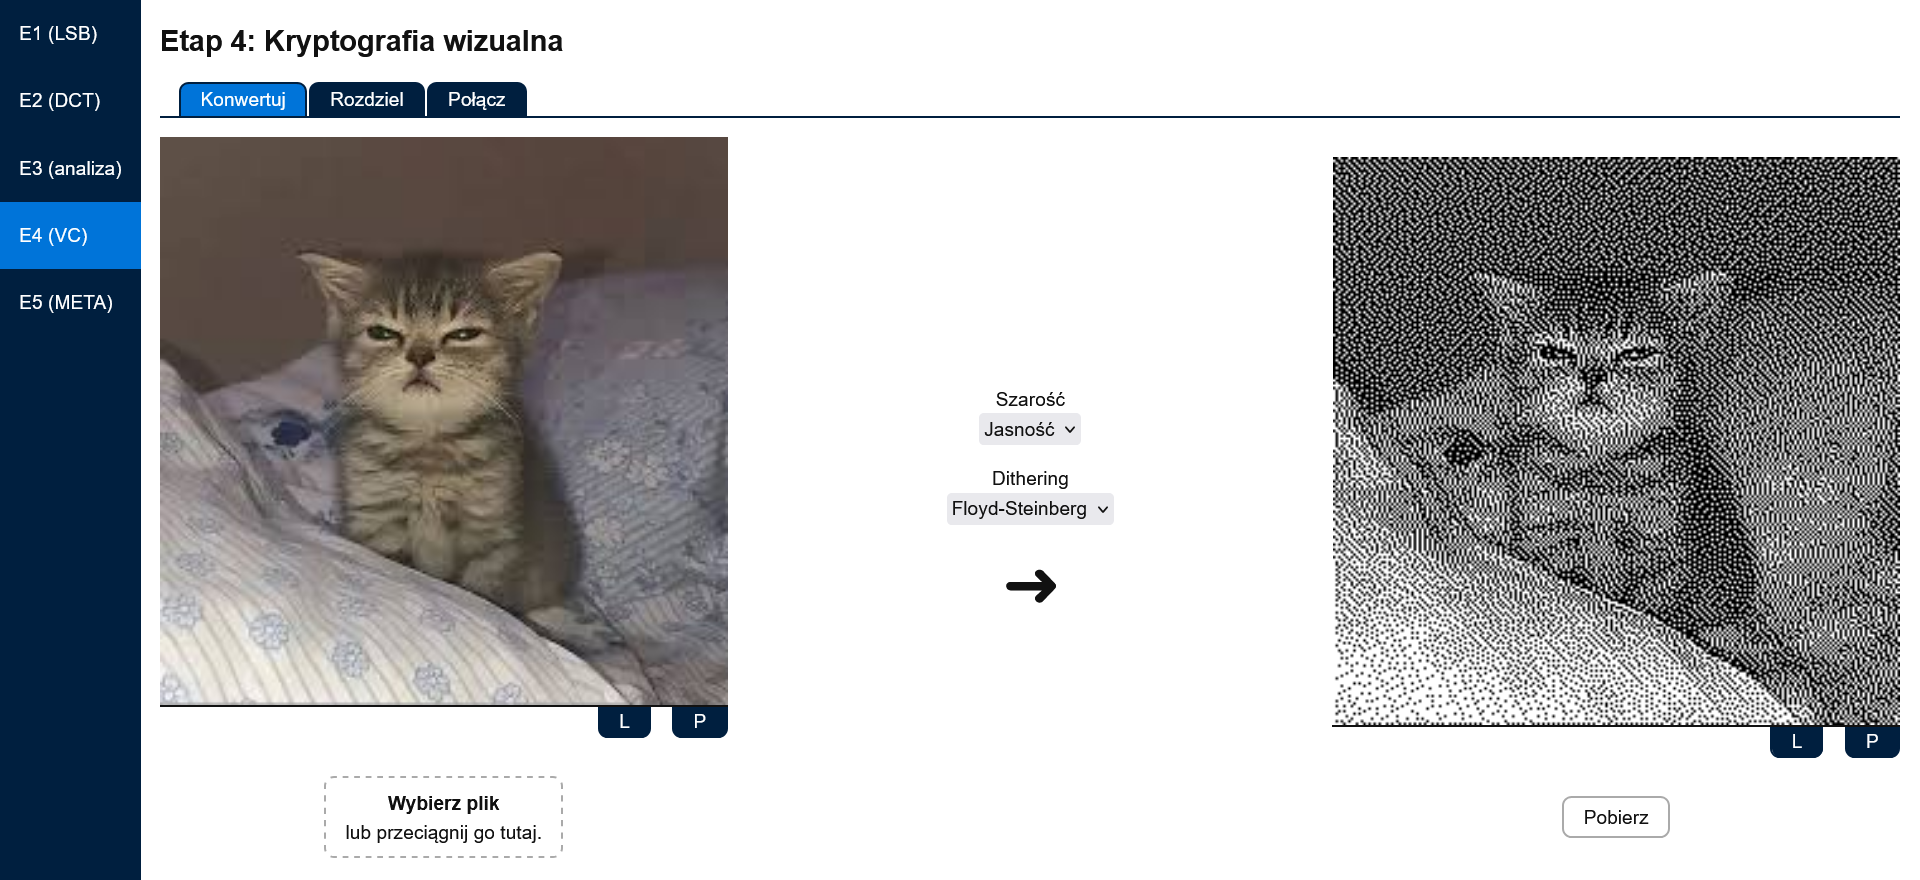 E1 (LSB)
E2 (DCT)
E3 (analiza)
E4 (VC)
E5 (META)
Etap 4: Kryptografia wizualna
Konwertuj
Rozdziel
Połącz
L
P
Wybierz plik
lub przeciągnij go tutaj.
Szarość
Jasność
Dithering
Floyd-Steinberg
L
P
Pobierz